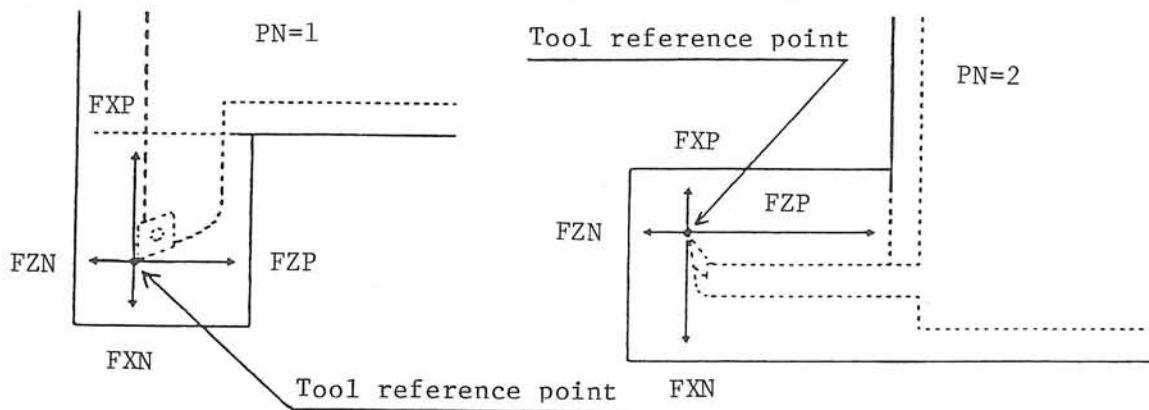 PN=1
FXP
FZN
FZP
FXN
Tool reference point
Tool reference point
PN=2
FXP
FZP
FZN
FXN